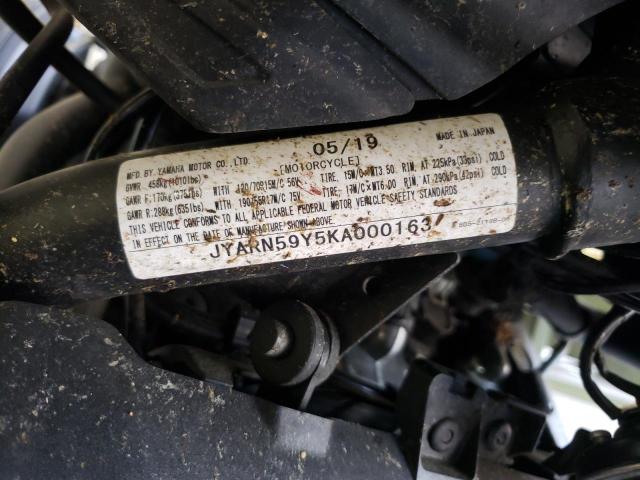 05/19 MADE IN JAPAN
MFD BY YAMAHA MOTOR CO., LTD. [MOTORCYCLE]
GVWR 458kg(1010lbs)
GAWR F:170kg(375lbs) WITH 120/70R15M/C 56V TIRE, 15M/C MT3.50. RIM, AT 225kPa(33psi) COLD
GAWR R:288kg(635lbs) WITH 190/55R17M/C 75V TIRE, 17M/C MT6.00 RIM, AT 290kPa(42psi) COLD
THIS VEHICLE CONFORMS TO ALL APPLICABLE FEDERAL MOTOR VEHICLE SAFETY STANDARDS
IN EFFECT ON THE DATE OF MANUFACTURE SHOWN ABOVE.
JYARN59Y5KA000163